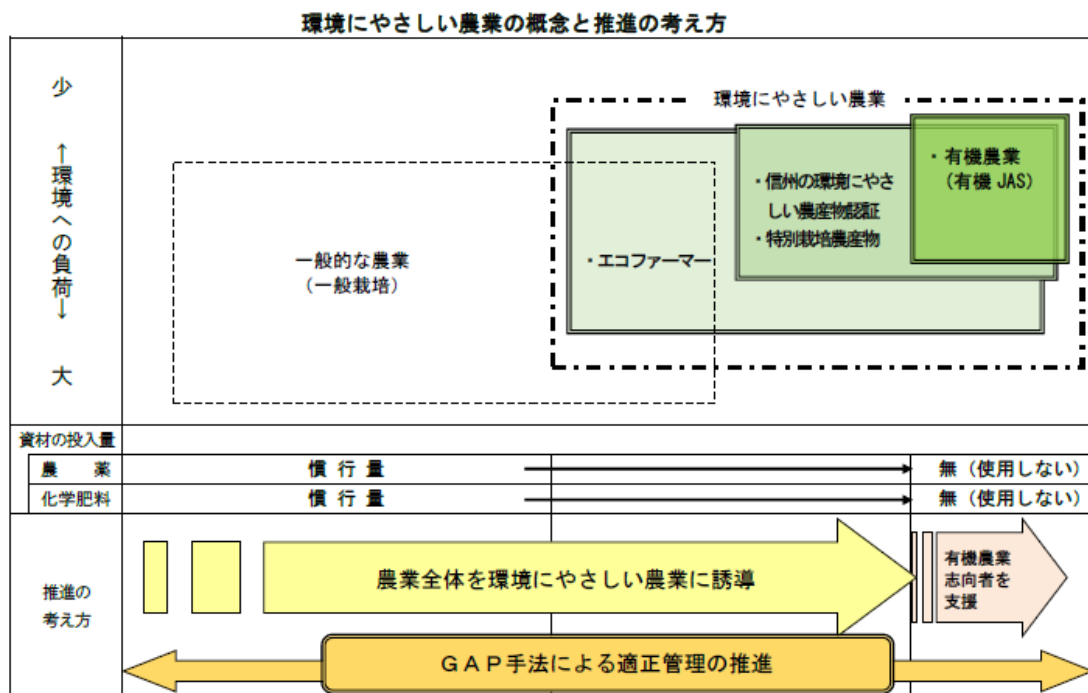 環境にやさしい農業の概念と推進の考え方
少
↑環境への負荷↓
大
環境にやさしい農業
一般的な農業
（一般栽培）
・エコファーマー
・信州の環境にやさ
しい農産物認証
・特別栽培農産物
・有機農業
（有機 JAS）
資材の投入量
農　薬
慣 行 量
無（使用しない）
化学肥料
慣 行 量
無（使用しない）
推進の
考え方
農業全体を環境にやさしい農業に誘導
有機農業
志向者を
支援
ＧＡＰ手法による適正管理の推進